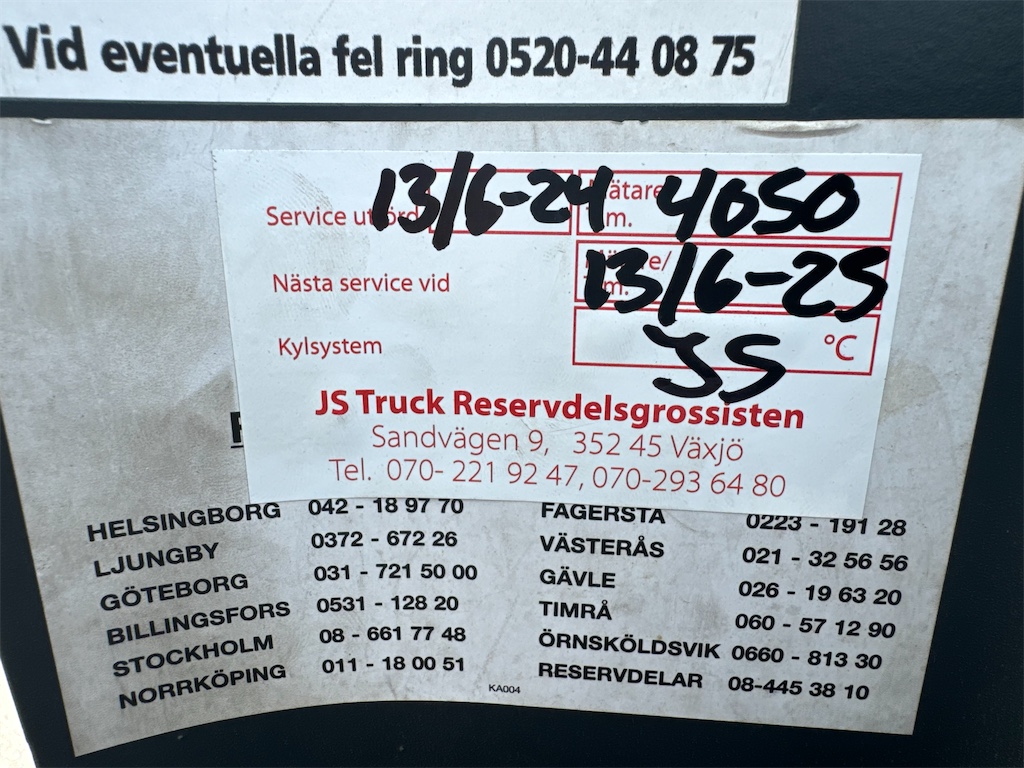 Vid eventuella fel ring 0520-44 08 75
Service utförd 13/6-24 Mätare/ Tim. 4050
Nästa service vid Mätare/ Tim. 13/6-25
Kylsystem JS °C
JS Truck Reservdelsgrossisten
Sandvägen 9, 352 45 Växjö
Tel. 070- 221 92 47, 070-293 64 80
HELSINGBORG 042 - 18 97 70
LJUNGBY 0372 - 672 26
GÖTEBORG 031 - 721 50 00
BILLINGSFORS 0531 - 128 20
STOCKHOLM 08 - 661 77 48
NORRKÖPING 011 - 18 00 51
FAGERSTA 0223 - 191 28
VÄSTERÅS 021 - 32 56 56
GÄVLE 026 - 19 63 20
TIMRÅ 060 - 57 12 90
ÖRNSKÖLDSVIK 0660 - 813 30
RESERVDELAR 08-445 38 10
KA004